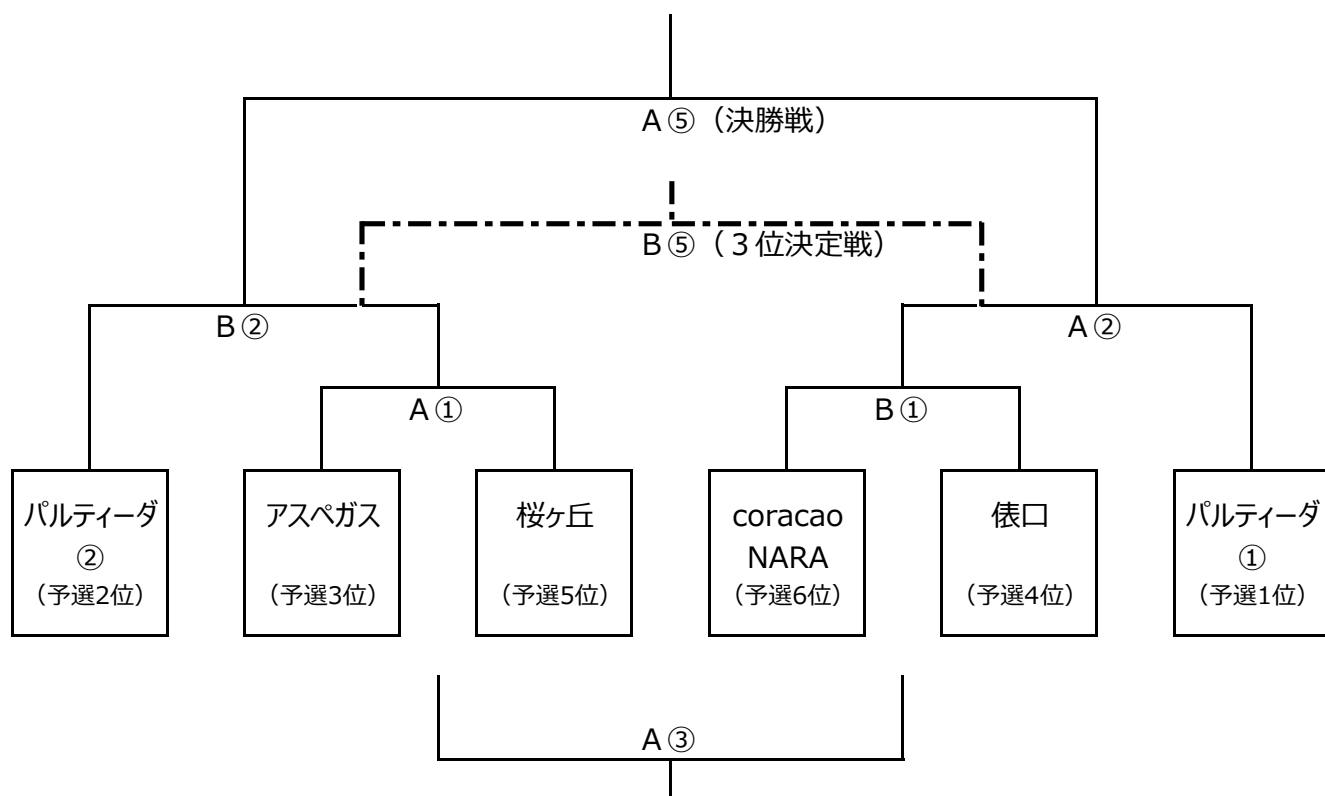 A⑤（決勝戦）
B⑤（３位決定戦）
B②
A②
A①
B①
パルティーダ
②
（予選2位）
アスペガス
（予選3位）
桜ヶ丘
（予選5位）
coracao
NARA
（予選6位）
俵口
（予選4位）
パルティーダ
①
（予選1位）
A③